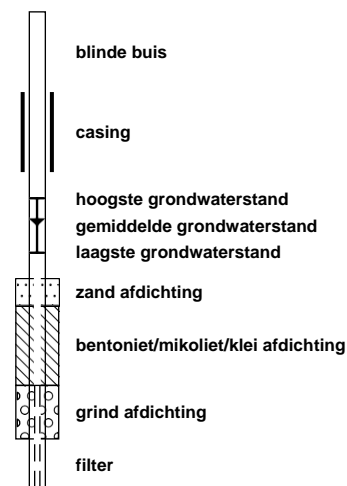 blinde buis
casing
hoogste grondwaterstand
gemiddelde grondwaterstand
laagste grondwaterstand
zand afdichting
bentoniet/mikoliet/klei afdichting
grind afdichting
filter